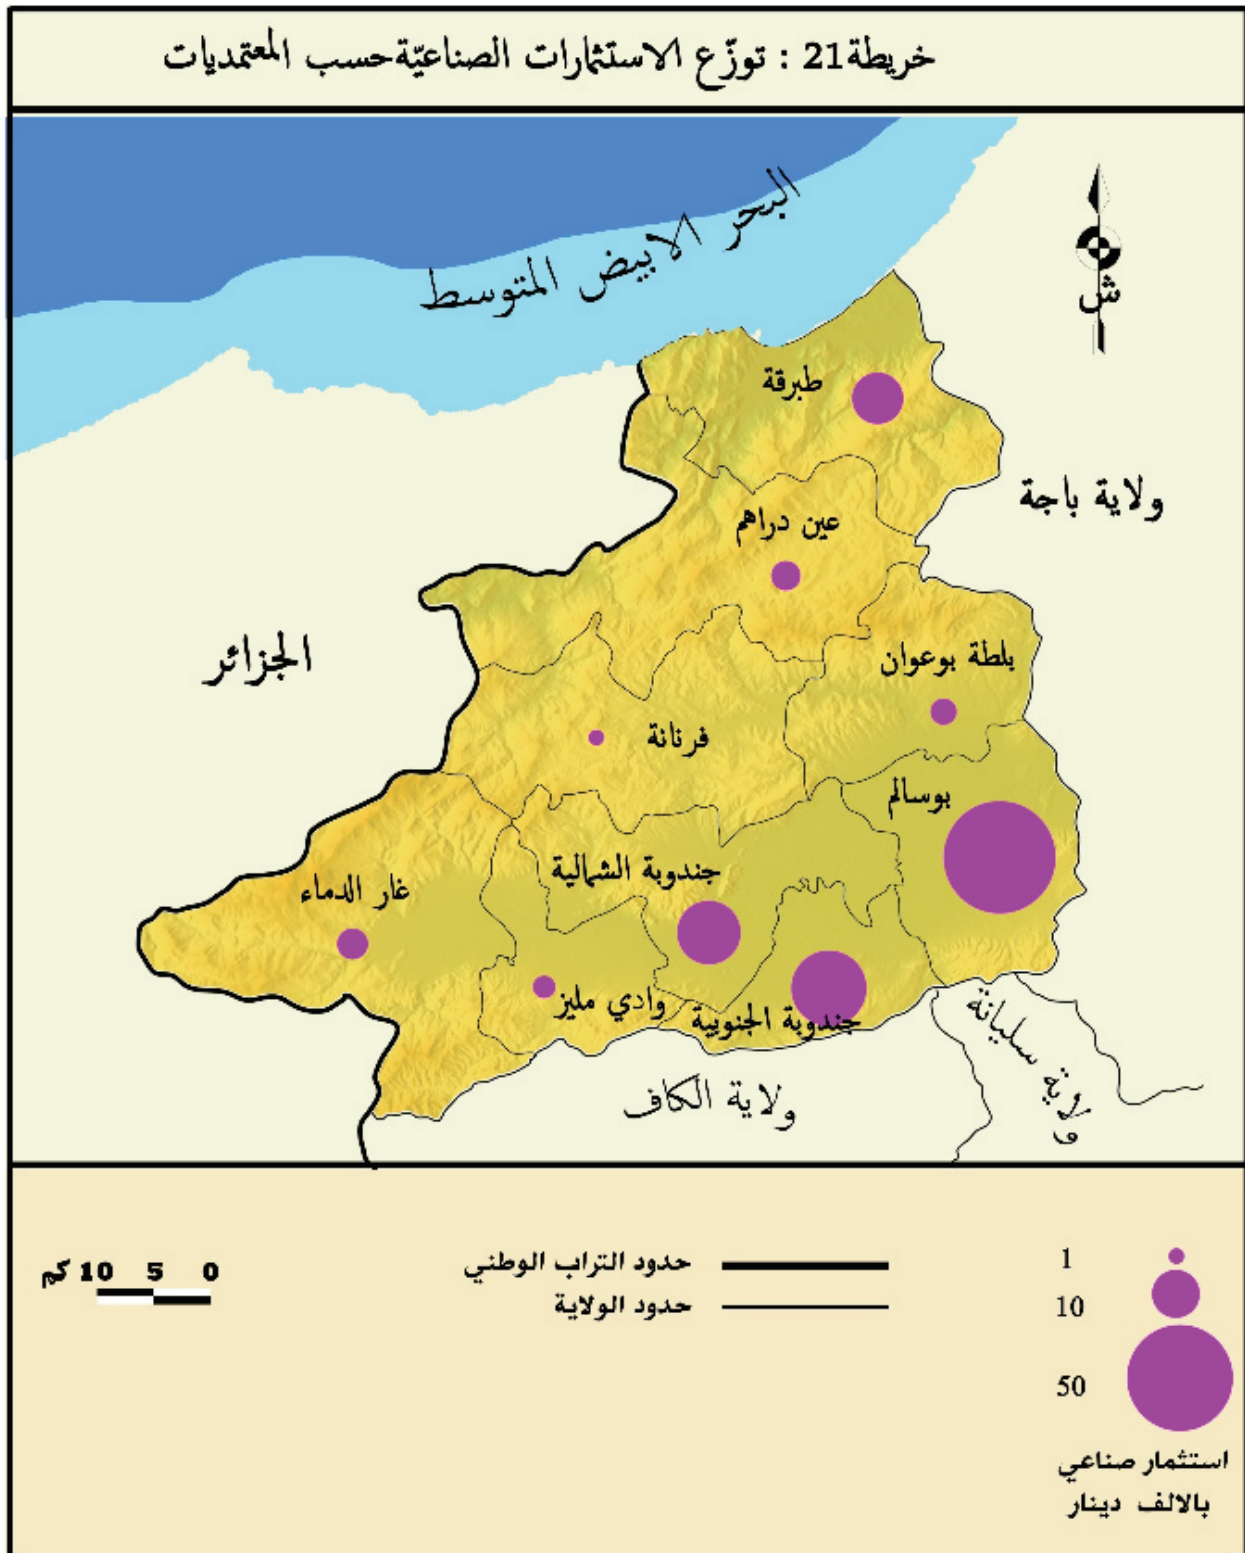 خريطة21 : توزّع الاستثمارات الصناعيّة حسب المعتمديات
البحر الابيض المتوسط
ش
طبرقة
ولاية باجة
عين دراهم
الجزائر
بلطة بوعوان
فرنانة
بوسالم
جندوبة الشمالية
غار الدماء
وادي مليز
جندوبة الجنوبية
ولاية سليانة
ولاية الكاف
1
10
50
استثمار صناعي
بالالف دينار
حدود التراب الوطني
حدود الولاية
0 5 10 كم